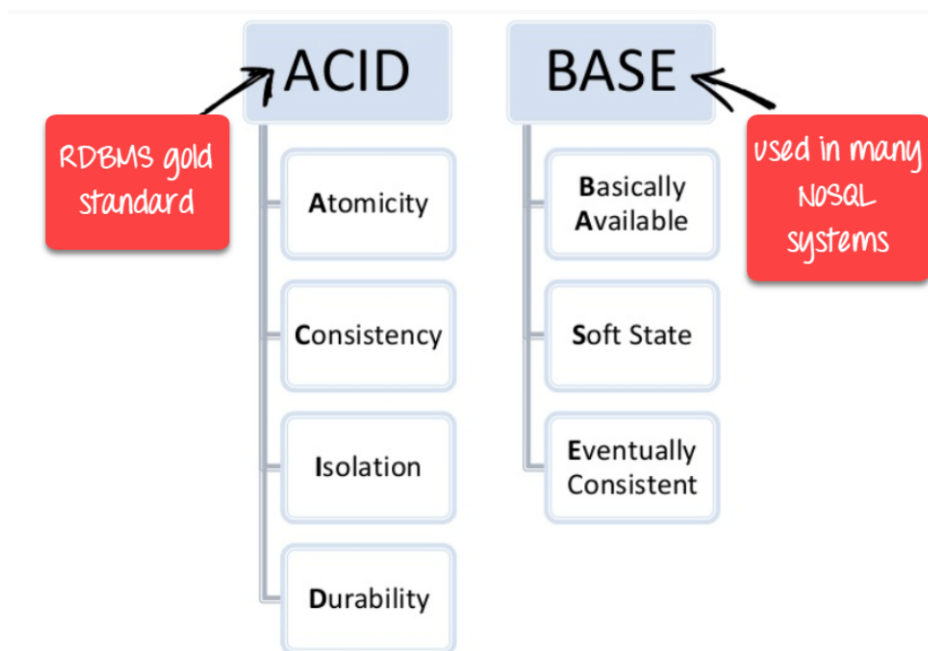 ACID
BASE
RDBMS gold
standard
used in many
NOSQL
systems
Atomicity
Consistency
Isolation
Durability
Basically
Available
Soft State
Eventually
Consistent